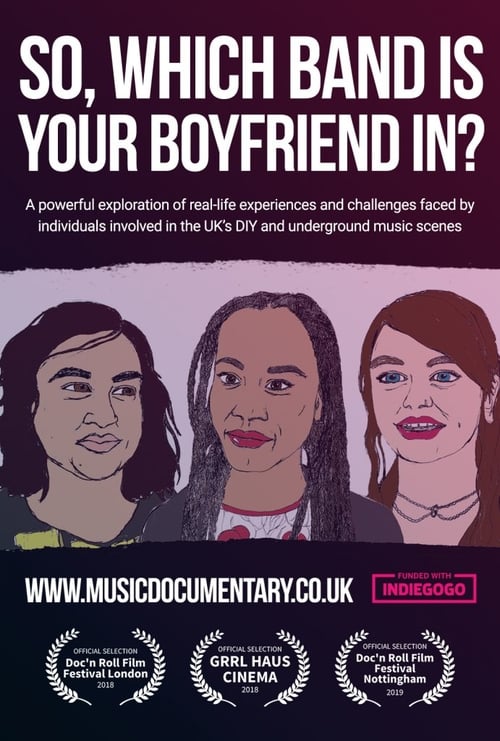 SO, WHICH BAND IS
YOUR BOYFRIEND IN?
A powerful exploration of real-life experiences and challenges faced by
individuals involved in the UK's DIY and underground music scenes
WWW.MUSICDOCUMENTARY.CO.UK
FUNDED WITH
INDIEGOGO
OFFICIAL SELECTION
Doc'n Roll Film
Festival London
2018
OFFICIAL SELECTION
GRRL HAUS
CINEMA
2018
OFFICIAL SELECTION
Doc'n Roll Film
Festival
Nottingham
2019